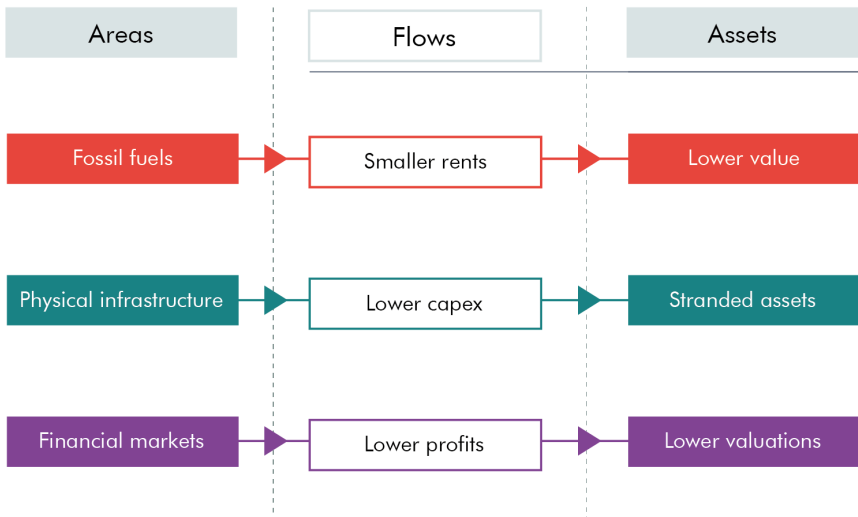 Areas
Flows
Assets
Fossil fuels
Smaller rents
Lower value
Physical infrastructure
Lower capex
Stranded assets
Financial markets
Lower profits
Lower valuations